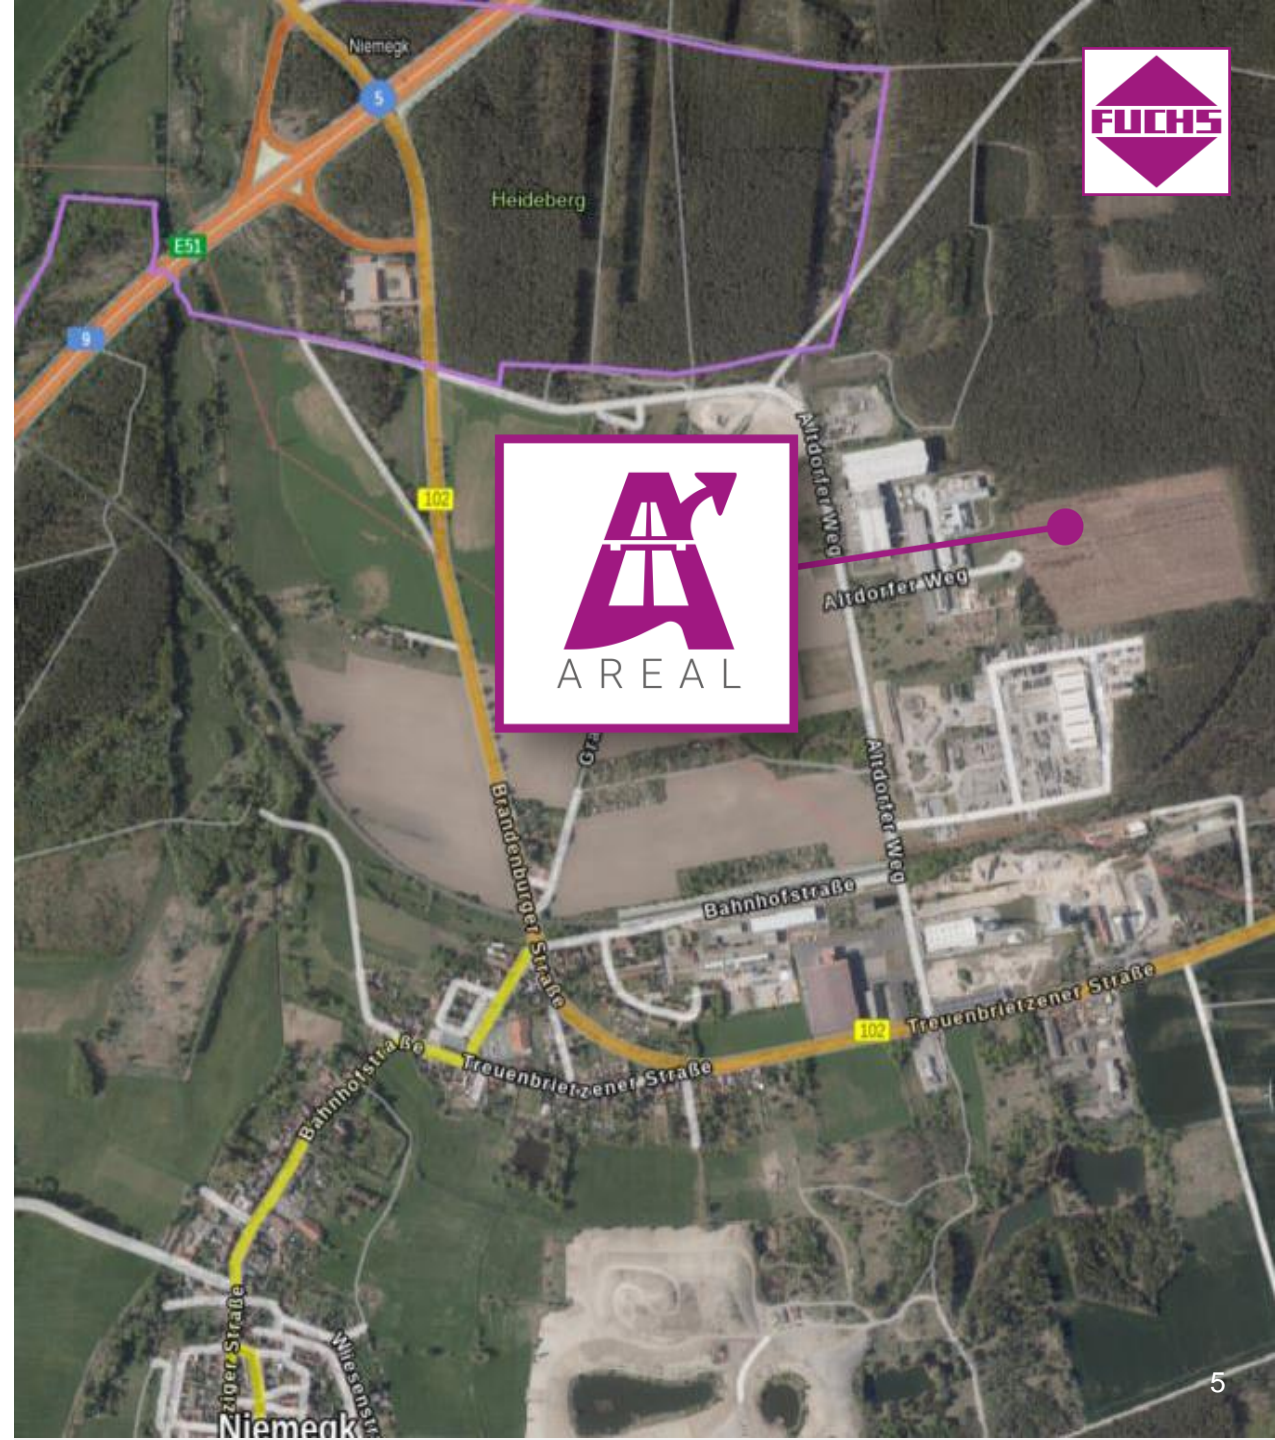 Niemegk
5
FUCHS
Heideberg
E51
9
102
Altdorfer Weg
AREAL
Altdorfer Weg
Altdorfer Weg
Brandenburger Straße
Bahnhofstraße
Treuenbrietzener Straße
102
Bahnhofstraße
Treuenbrietzener Straße
Niemegk
5